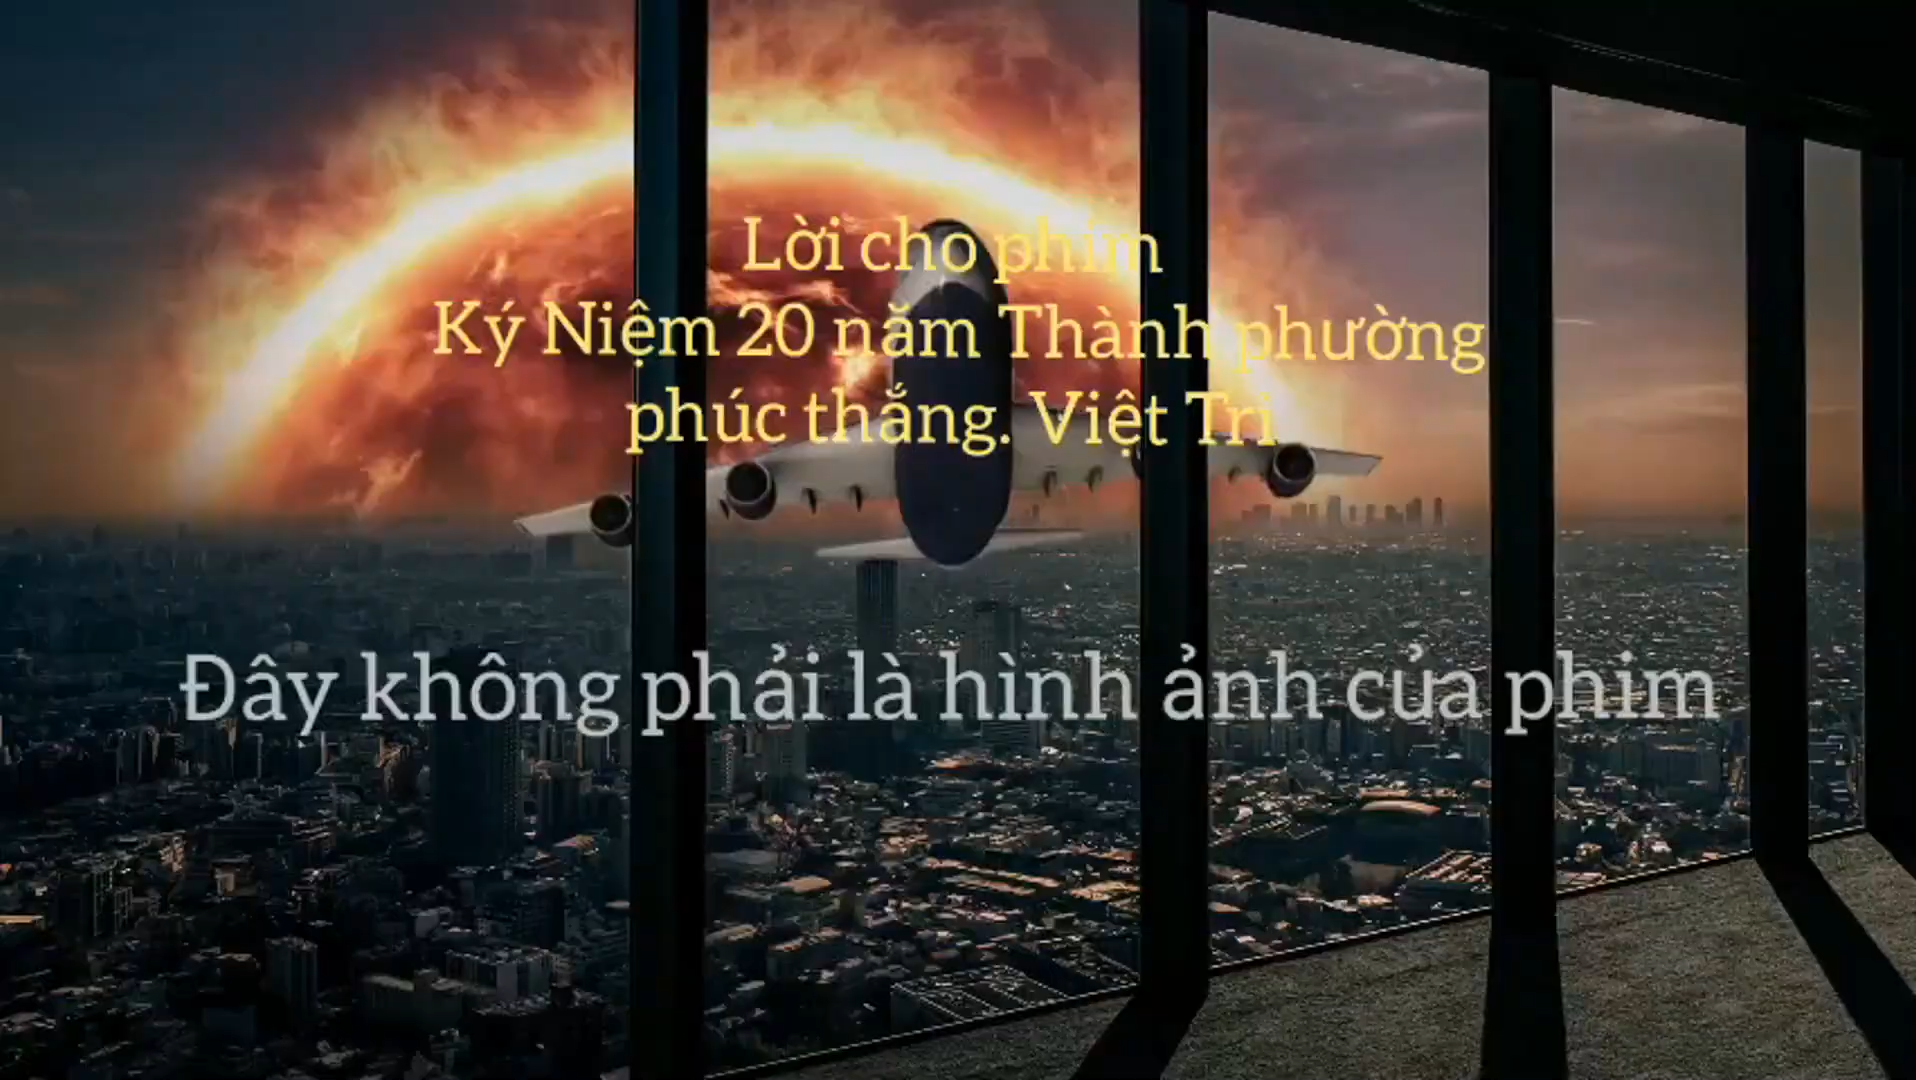 Lời cho phim
Ký Niệm 20 năm Thành phường
phúc thắng. Việt Tri
Đây không phải là hình ảnh của phim